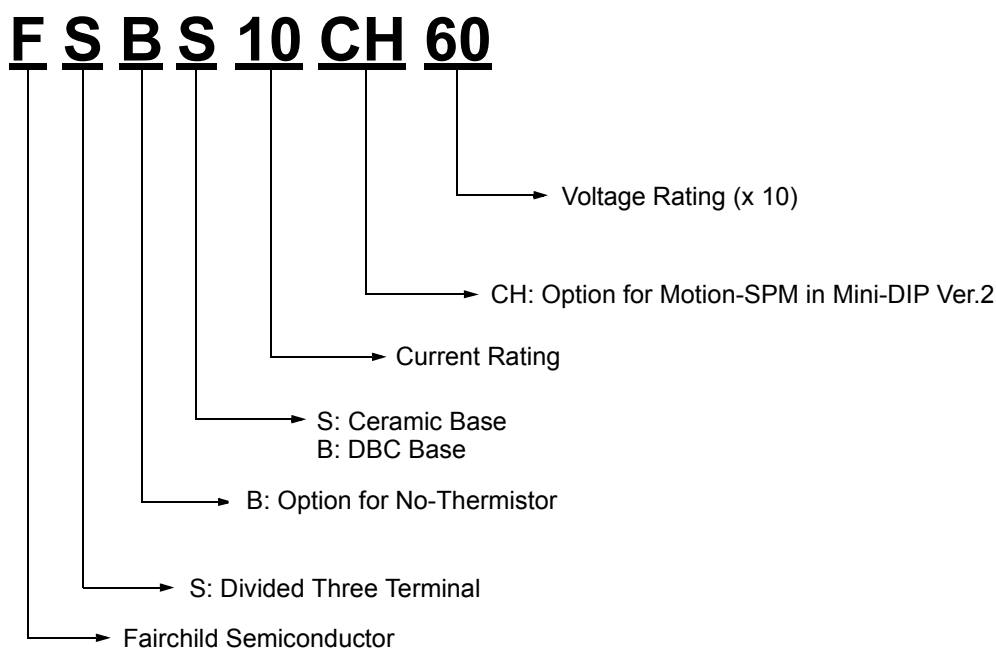 F S B S 10 CH 60
Voltage Rating (x 10)
CH: Option for Motion-SPM in Mini-DIP Ver.2
Current Rating
S: Ceramic Base
B: DBC Base
B: Option for No-Thermistor
S: Divided Three Terminal
Fairchild Semiconductor